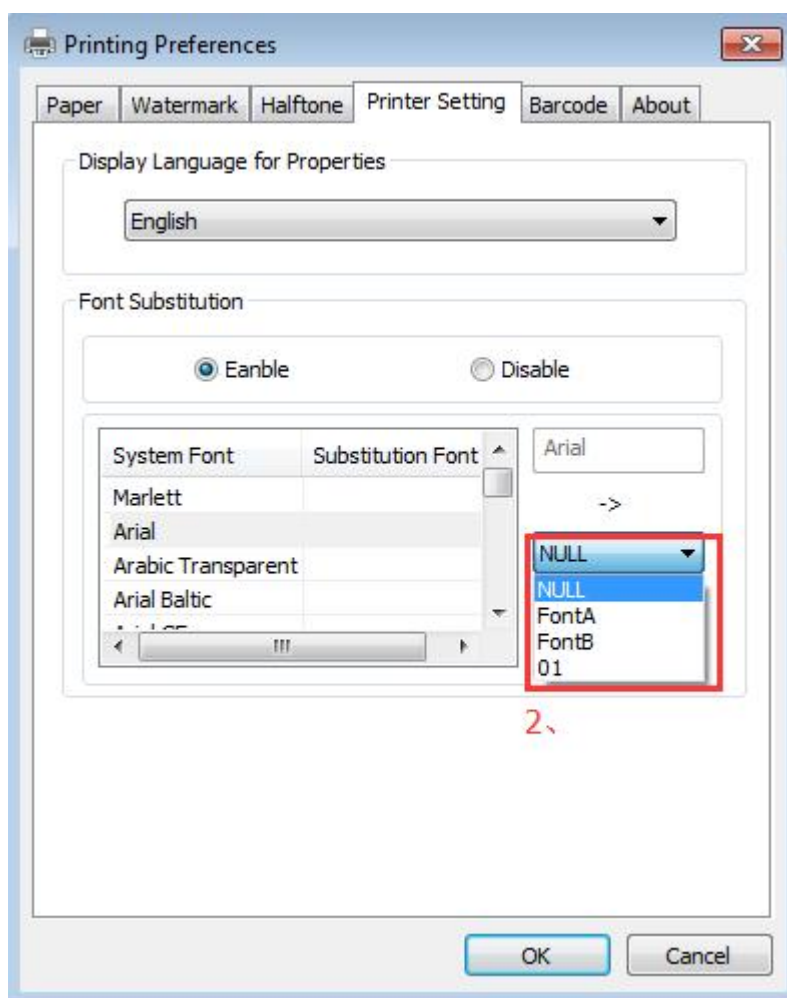 Printing Preferences
Paper Watermark Halftone Printer Setting Barcode About
Display Language for Properties
English
Font Substitution
Eanble Disable
System Font Substitution Font Arial
Marlett ->
Arial
Arabic Transparent NULL
Arial Baltic NULL
FontA
FontB
01
2、
OK Cancel